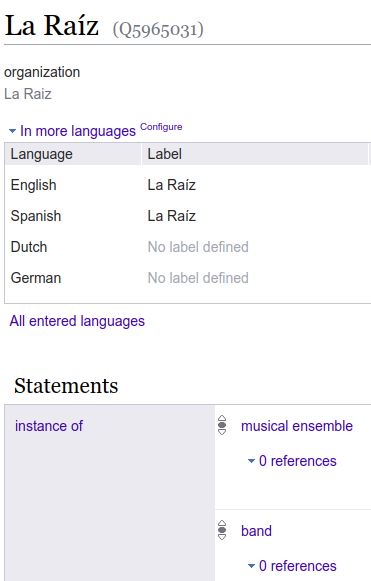 La Raíz (Q5965031)
organization
La Raiz
In more languages Configure
Language Label
English La Raíz
Spanish La Raíz
Dutch No label defined
German No label defined
All entered languages
Statements
instance of musical ensemble
0 references
band
0 references